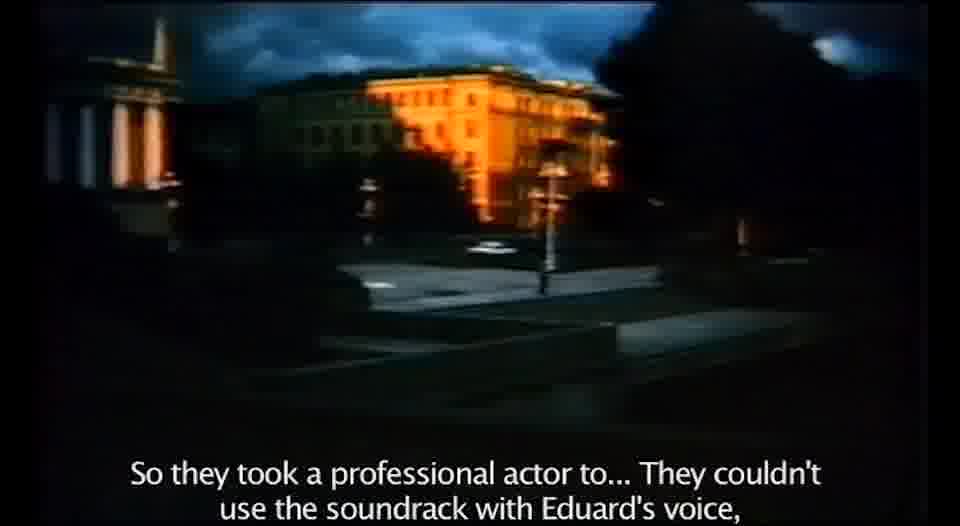 So they took a professional actor to... They couldn't
use the soundrack with Eduard's voice,